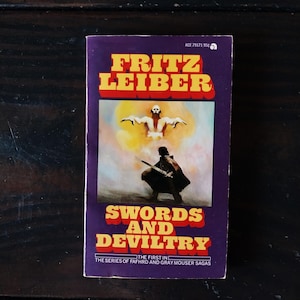 FRITZ
LEIBER
SWORDS
AND
DEVILTRY
THE FIRST IN
THE SERIES OF FAFHRD AND GRAY MOUSER SAGAS